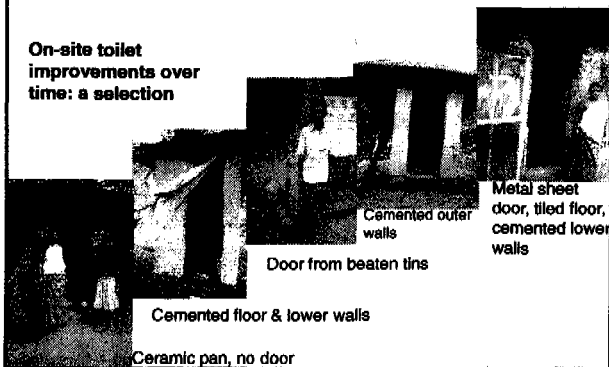 On-site toilet
improvements over
time: a selection
Metal sheet
door, tiled floor,
cemented lower
walls
Cemented outer
walls
Door from beaten tins
Cemented floor & lower walls
Ceramic pan, no door